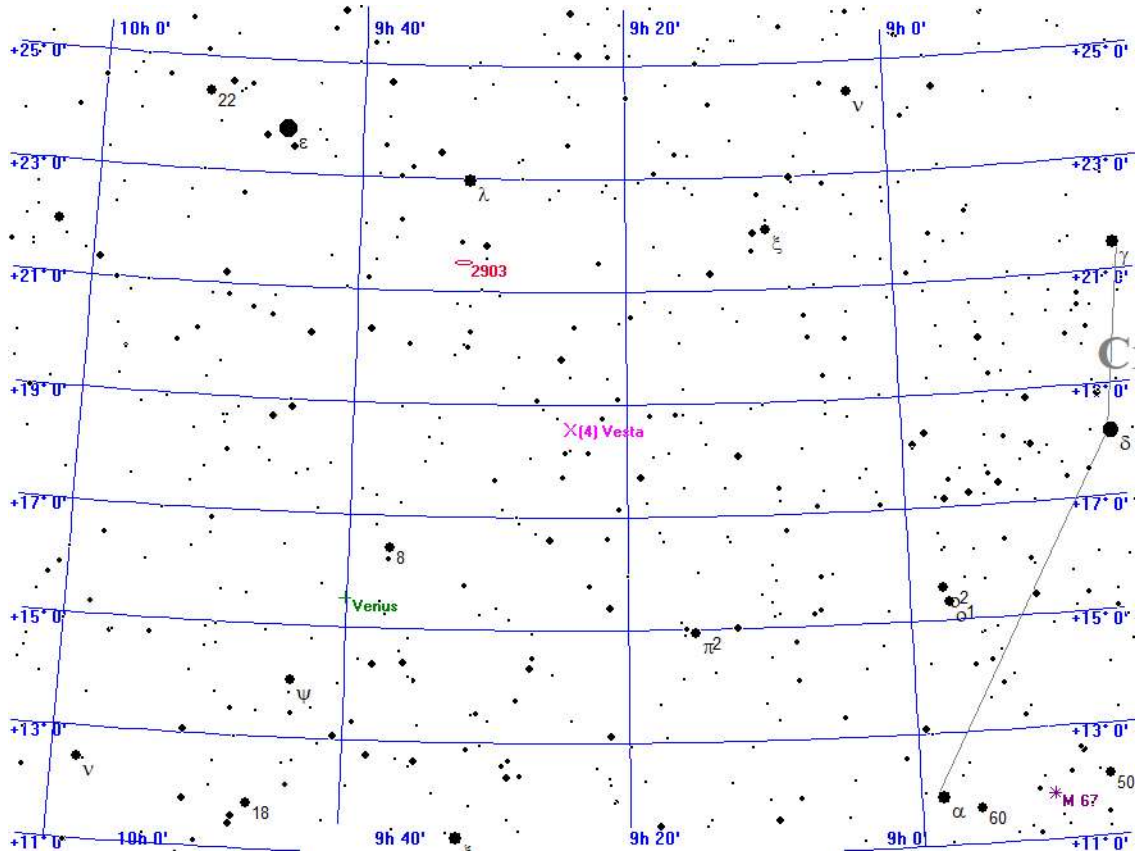 10h 0' 9h 40' 9h 20' 9h 0'
+25° 0' +25° 0'
22 ε ν
+23° 0' +23° 0'
λ
ξ γ
2903
+21° 0' +21° 0'
+19° 0' +19° 0'
(4) Vesta δ
+17° 0' +17° 0'
8
Venus ο2
ο1
+15° 0' +15° 0'
π2
ψ
+13° 0' +13° 0'
ν
18 α 60 M 67 50
+11° 0' 10h 0' 9h 40' 9h 20' 9h 0' +11° 0'